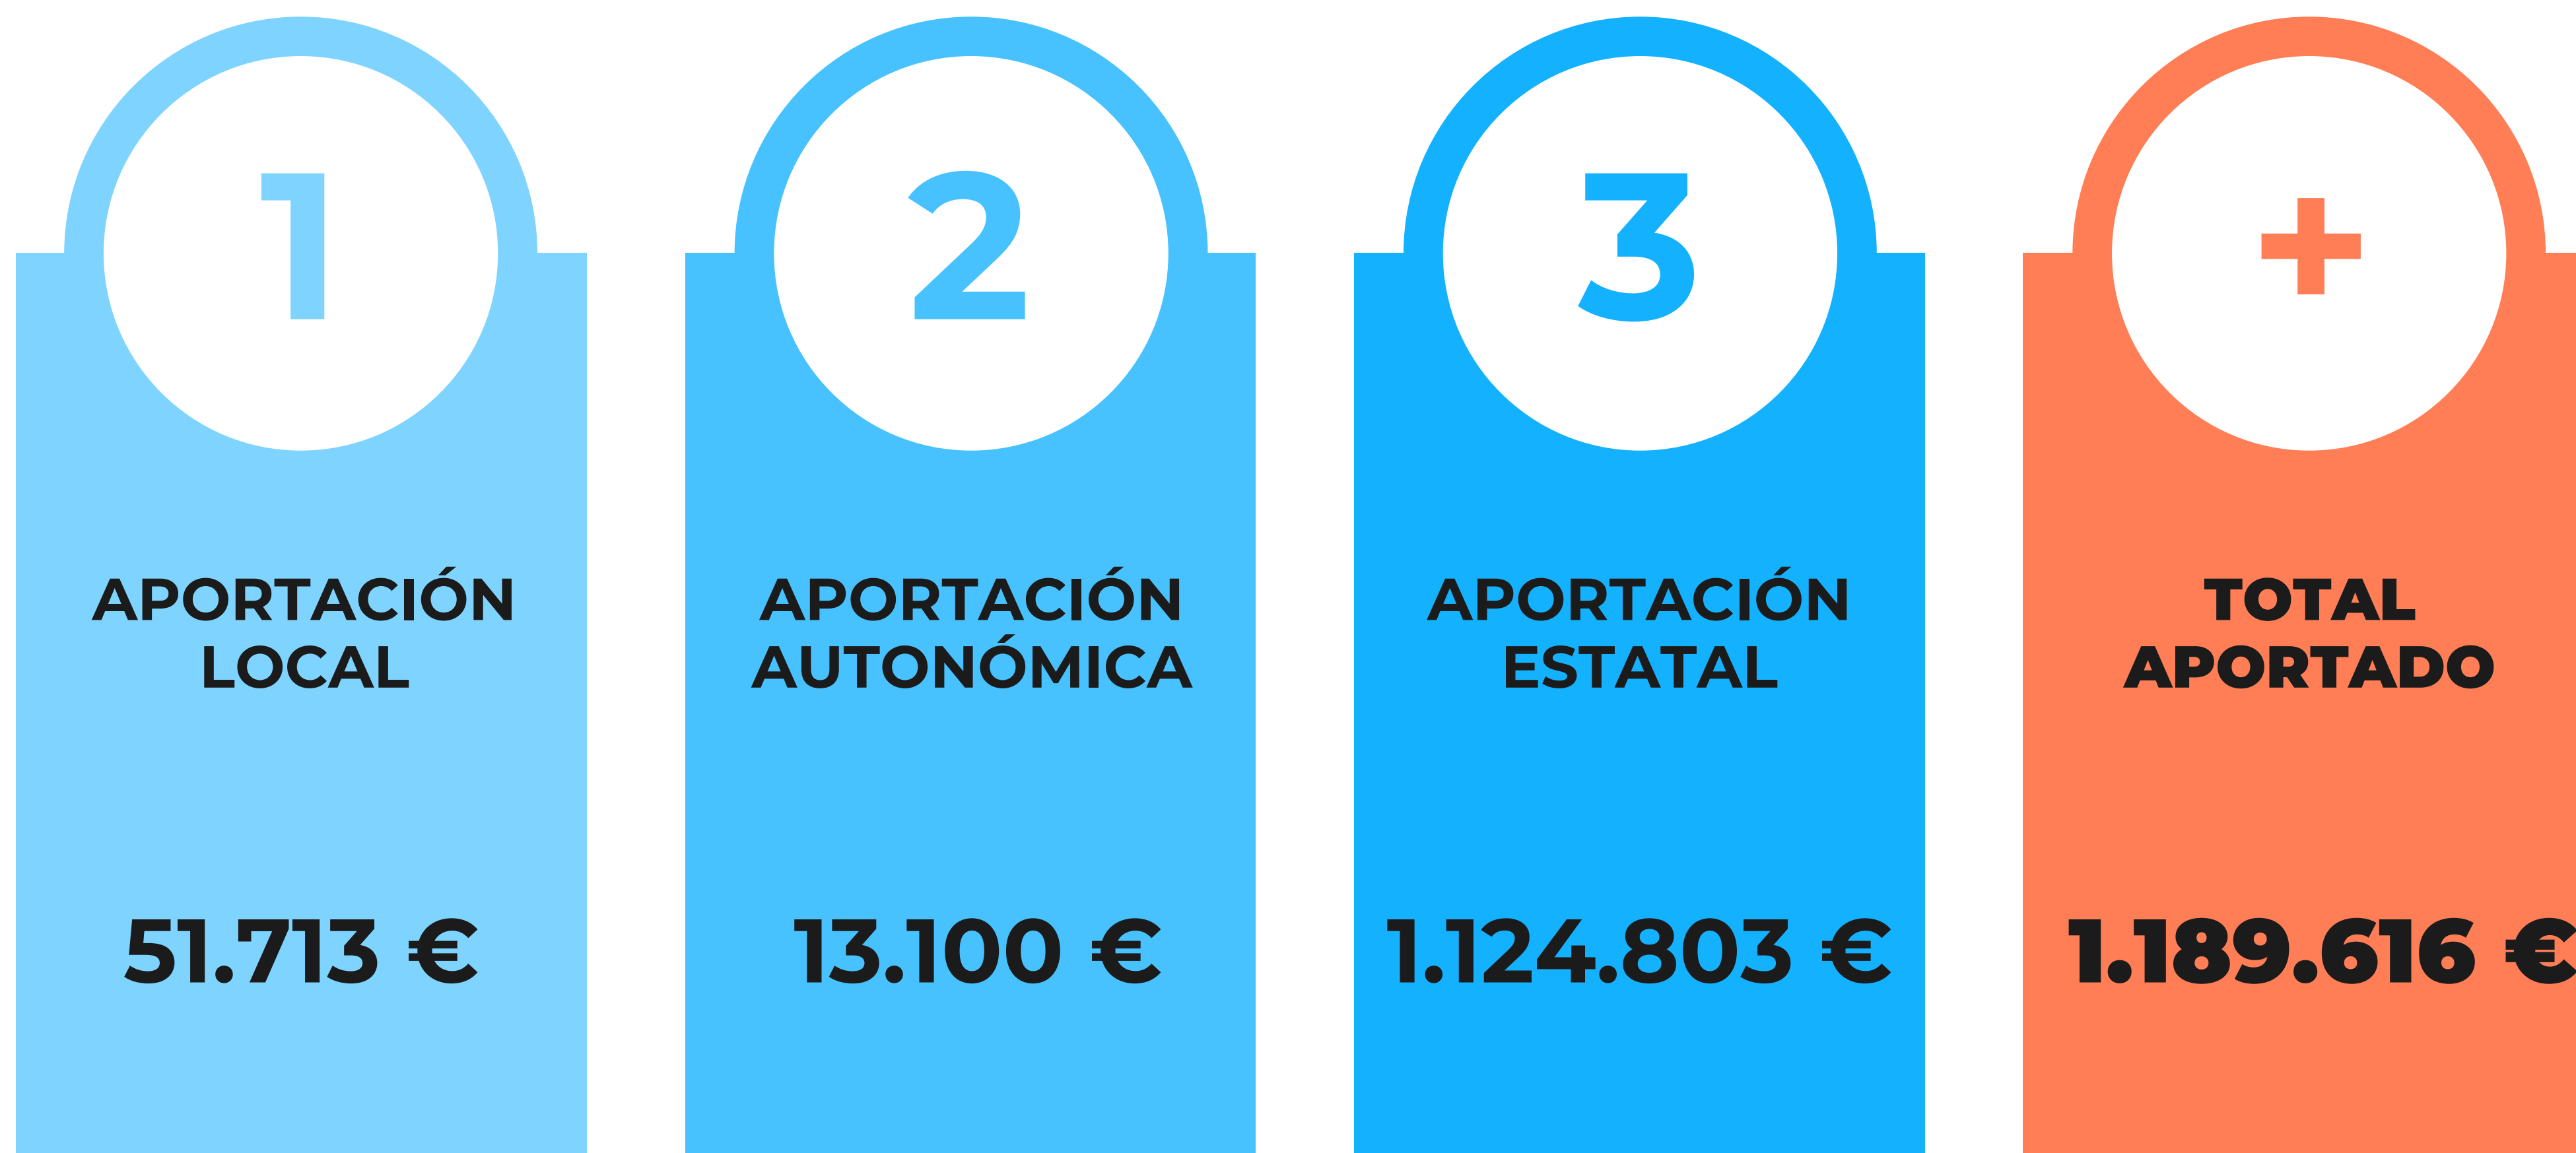 1
APORTACIÓN
LOCAL
51.713 €
2
APORTACIÓN
AUTONÓMICA
13.100 €
3
APORTACIÓN
ESTATAL
1.124.803 €
+
TOTAL
APORTADO
1.189.616 €